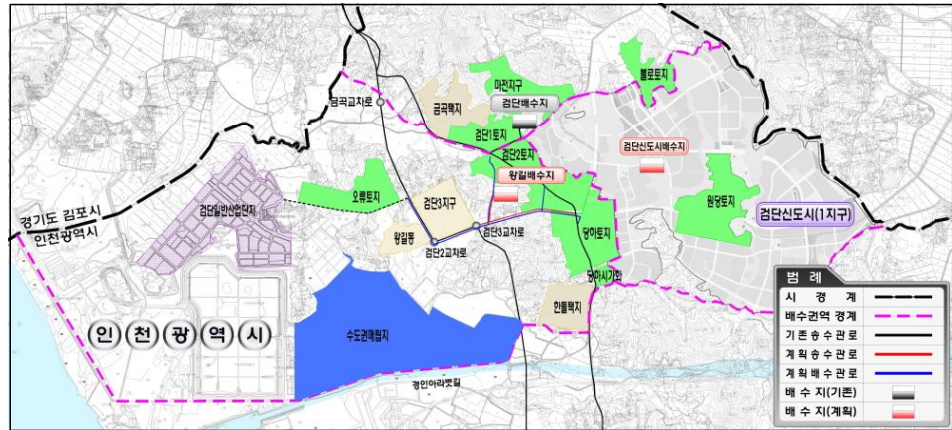 마전지구
뽈로토지
검단배수지
금곡교차로
금곡택지
검단1토지
검단2토지
검단신도시배수지
왕길배수지
검단일반산업단지
오류토지
검단3지구
원당토지
경기도 김포시
인천광역시
왕길동
검단3교차로
검단2교차로
당하토지
검단신도시(1지구)
당하시가화
한들택지
인천광역시
수도권매립지
경인아라뱃길
범 례
시 경 계
배수권역 경계
기존송수관로
계획송수관로
계획배수관로
배 수 지(기존)
배 수 지(계획)